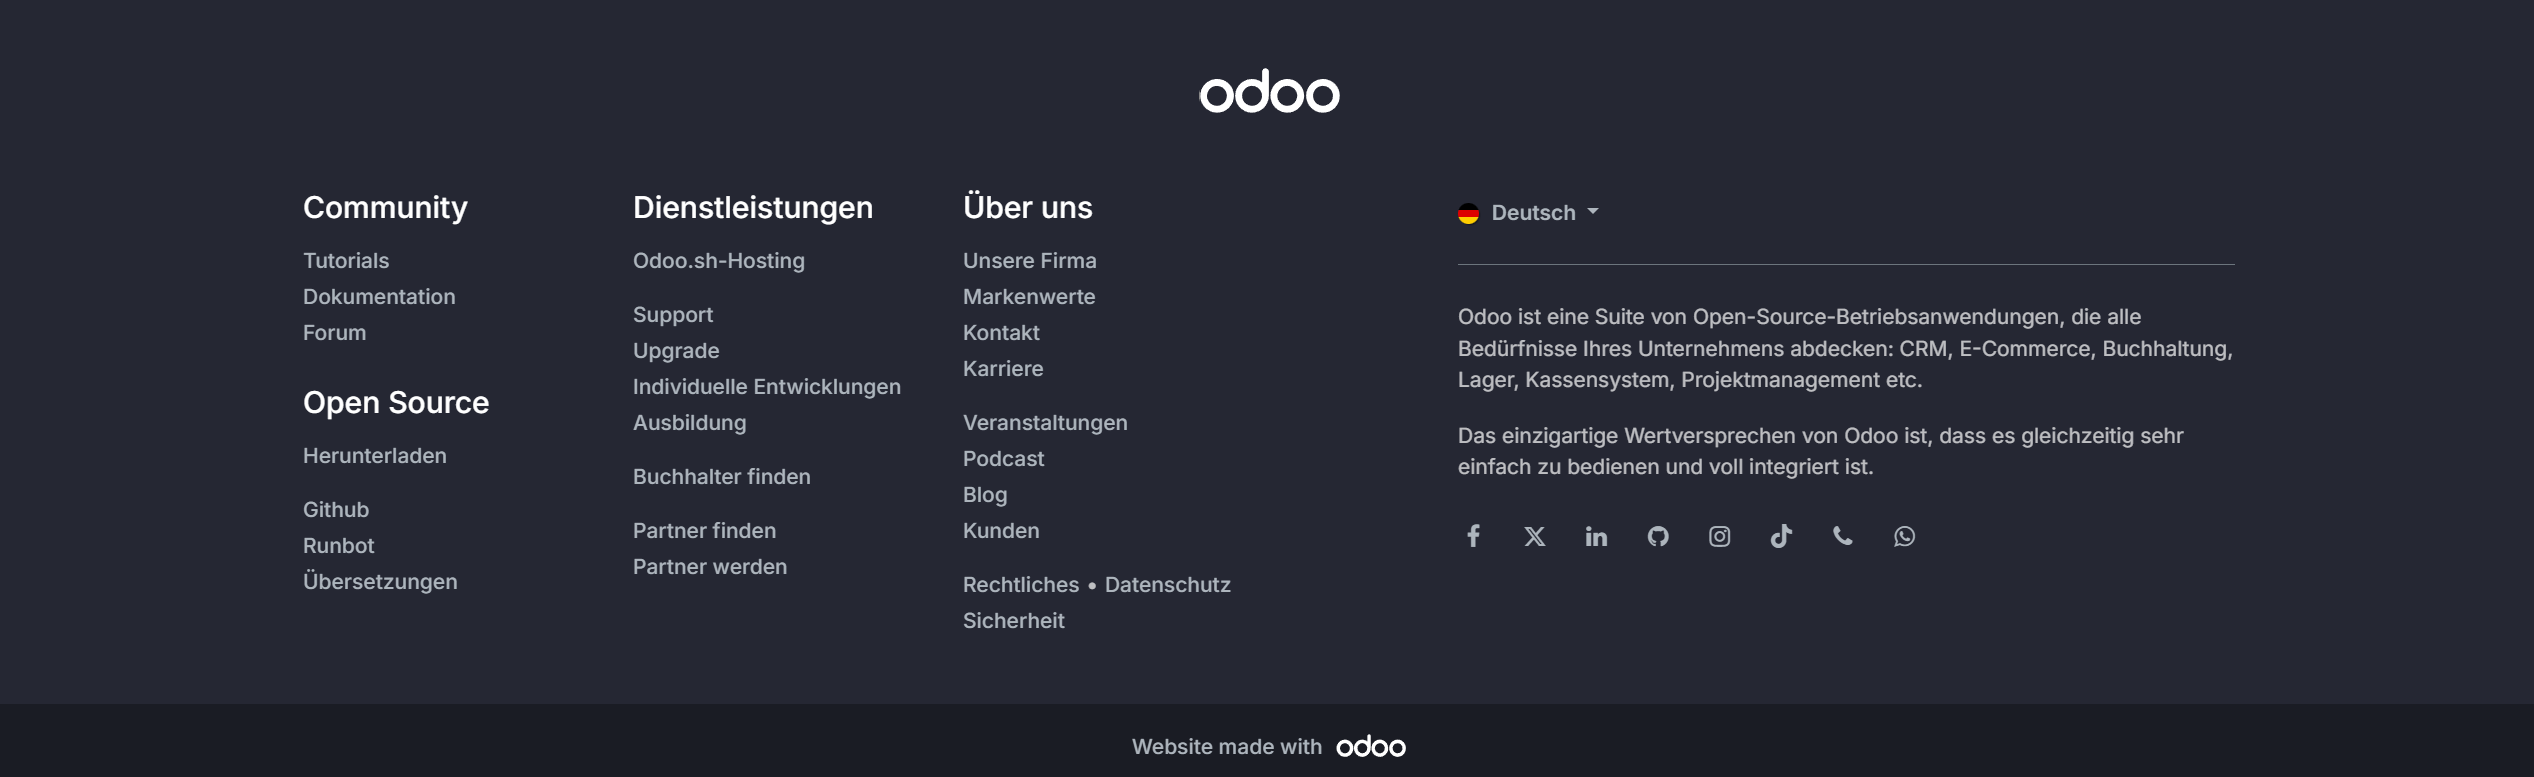 odoo
Community
Tutorials
Dokumentation
Forum
Open Source
Herunterladen
Github
Runbot
Übersetzungen
Dienstleistungen
Odoo.sh-Hosting
Support
Upgrade
Individuelle Entwicklungen
Ausbildung
Buchhalter finden
Partner finden
Partner werden
Über uns
Unsere Firma
Markenwerte
Kontakt
Karriere
Veranstaltungen
Podcast
Blog
Kunden
Rechtliches • Datenschutz
Sicherheit
Deutsch
Odoo ist eine Suite von Open-Source-Betriebsanwendungen, die alle
Bedürfnisse Ihres Unternehmens abdecken: CRM, E-Commerce, Buchhaltung,
Lager, Kassensystem, Projektmanagement etc.
Das einzigartige Wertversprechen von Odoo ist, dass es gleichzeitig sehr
einfach zu bedienen und voll integriert ist.
Website made with odoo